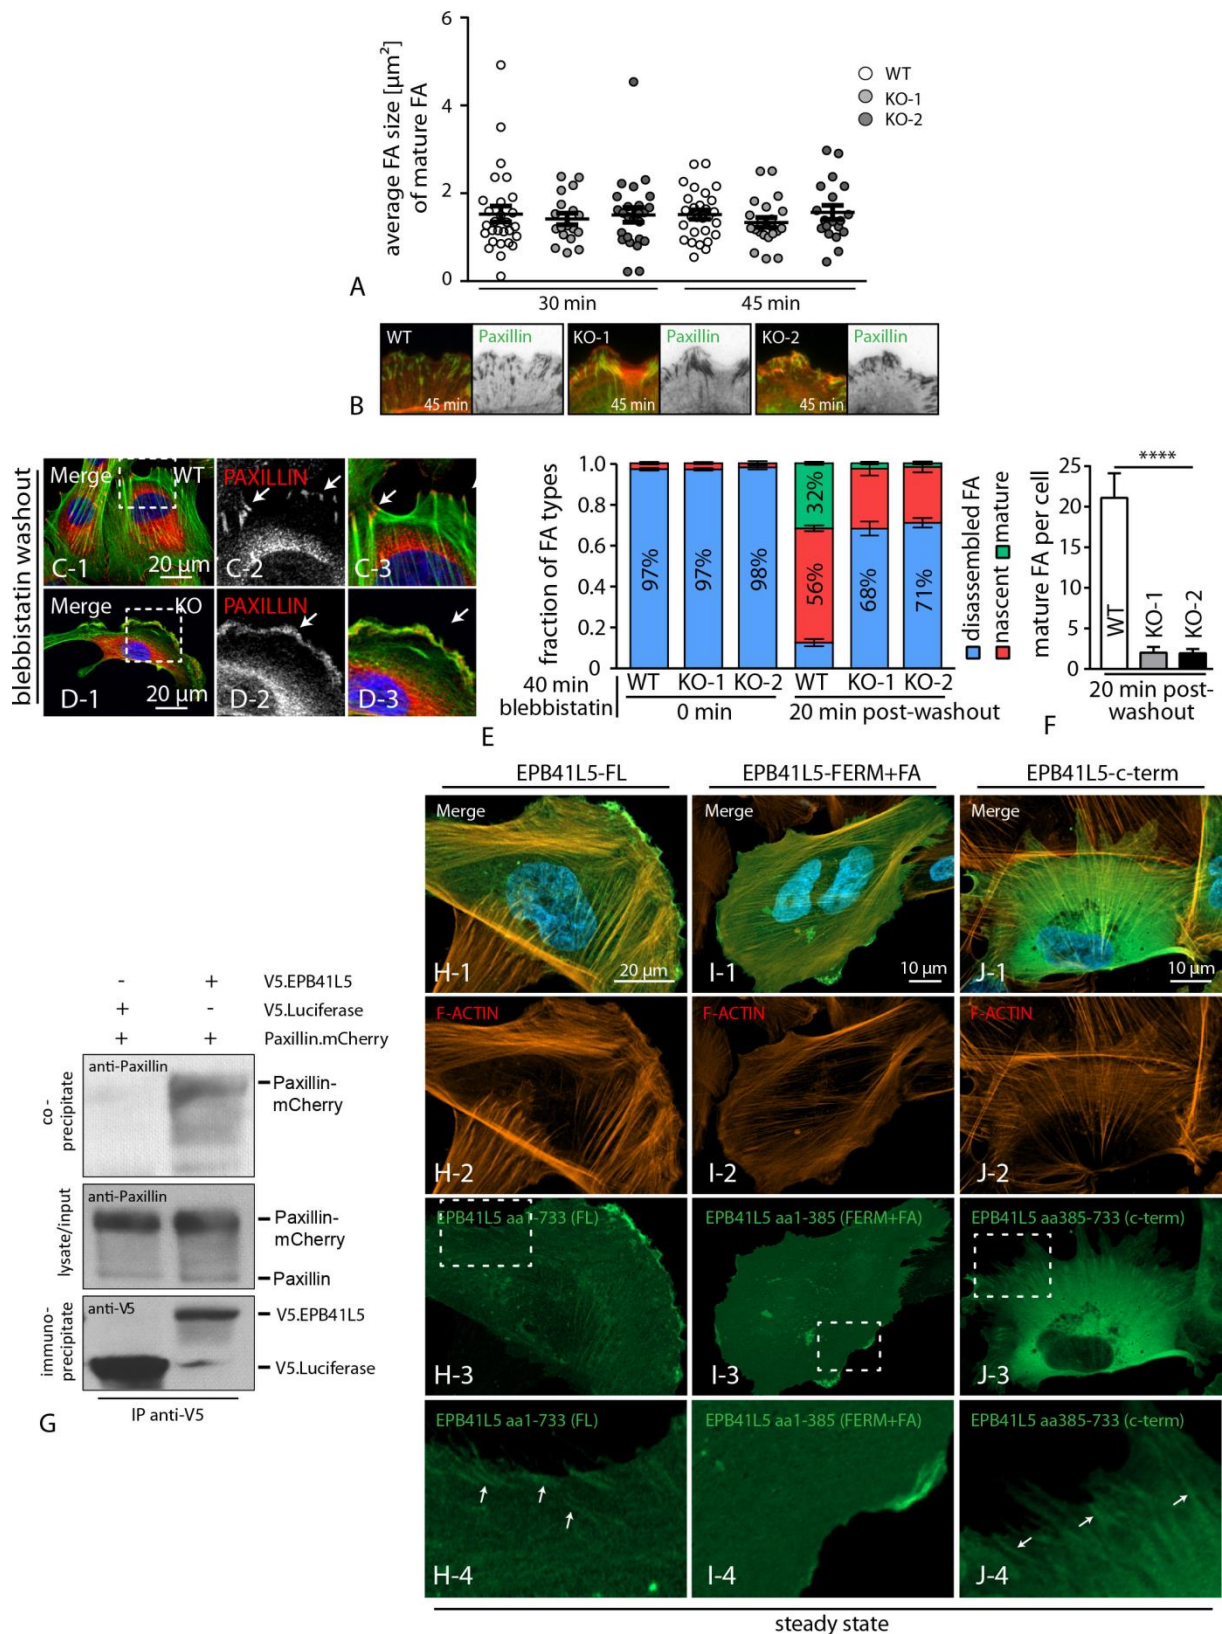 6
4
2
0
average FA size [µm²]
of mature FA
WT
KO-1
KO-2
30 min
45 min
A
WT
Paxillin
45 min
KO-1
Paxillin
45 min
KO-2
Paxillin
45 min
B
blebbistatin washout
Merge
WT
20 µm
C-1
PAXILLIN
C-2
C-3
Merge
KO
20 µm
D-1
PAXILLIN
D-2
D-3
fraction of FA types
1.0
0.8
0.6
0.4
0.2
0
97%
97%
98%
32%
56%
68%
71%
disassembled FA
nascent
mature
40 min
blebbistatin
WT
KO-1
KO-2
WT
KO-1
KO-2
0 min
20 min post-washout
E
mature FA per cell
25
20
15
10
5
0
****
WT
KO-1
KO-2
20 min post-
washout
F
- + V5.EPB41L5
+ - V5.Luciferase
+ + Paxillin.mCherry
co-
precipitate
anti-Paxillin
Paxillin-
mCherry
lysate/input
anti-Paxillin
Paxillin-
mCherry
Paxillin
immuno-
precipitate
anti-V5
V5.EPB41L5
V5.Luciferase
IP anti-V5
G
EPB41L5-FL
EPB41L5-FERM+FA
EPB41L5-c-term
Merge
H-1
20 µm
Merge
I-1
10 µm
Merge
J-1
10 µm
F-ACTIN
H-2
F-ACTIN
I-2
F-ACTIN
J-2
EPB41L5 aa1-733 (FL)
H-3
EPB41L5 aa1-385 (FERM+FA)
I-3
EPB41L5 aa385-733 (c-term)
J-3
EPB41L5 aa1-733 (FL)
H-4
EPB41L5 aa1-385 (FERM+FA)
I-4
EPB41L5 aa385-733 (c-term)
J-4
steady state